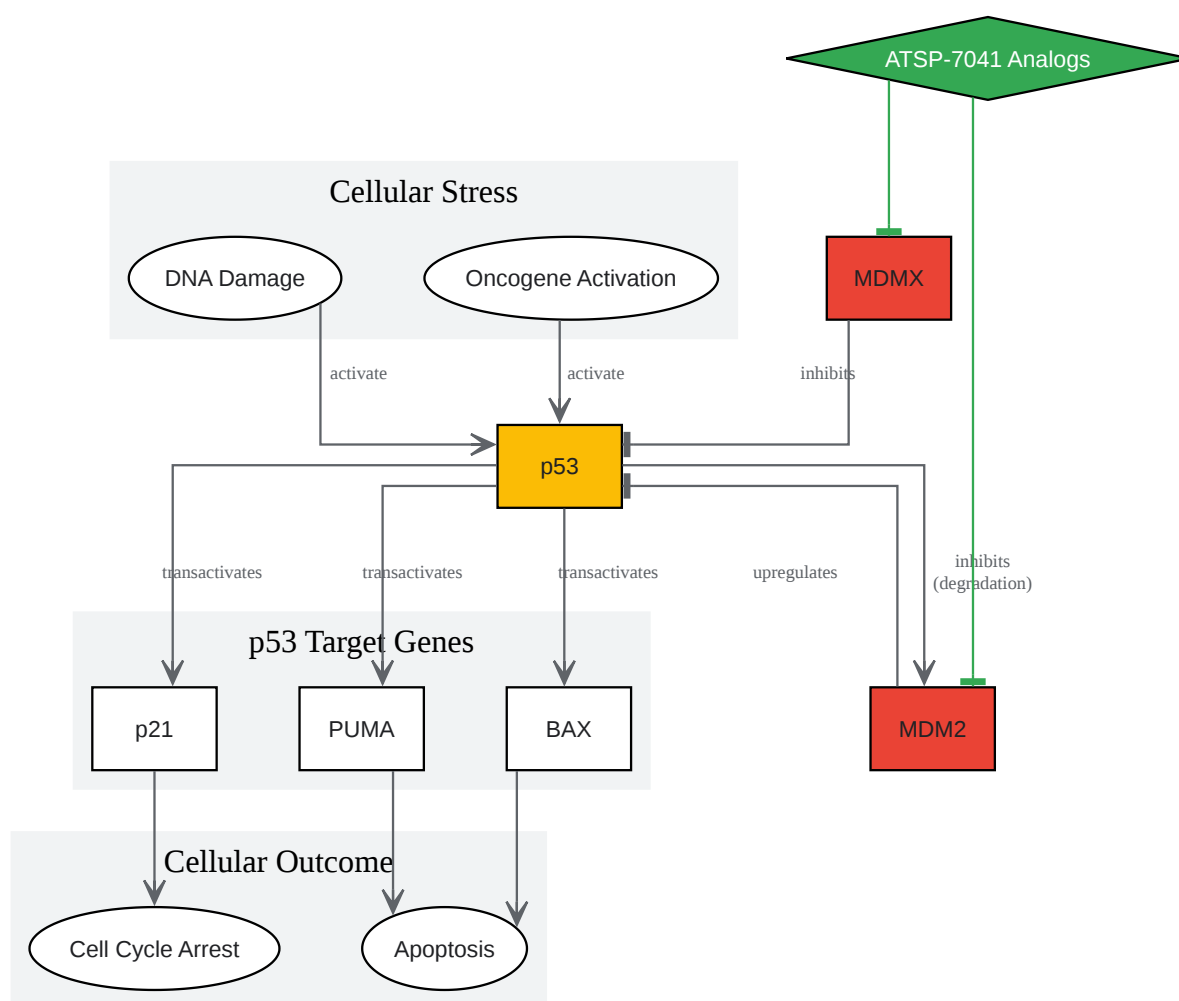 ATSP-7041 Analogs
Cellular Stress
DNA Damage
Oncogene Activation
MDMX
activate
activate
inhibits
p53
transactivates
transactivates
transactivates
upregulates
inhibits
(degradation)
p53 Target Genes
p21
PUMA
BAX
MDM2
Cellular Outcome
Cell Cycle Arrest
Apoptosis